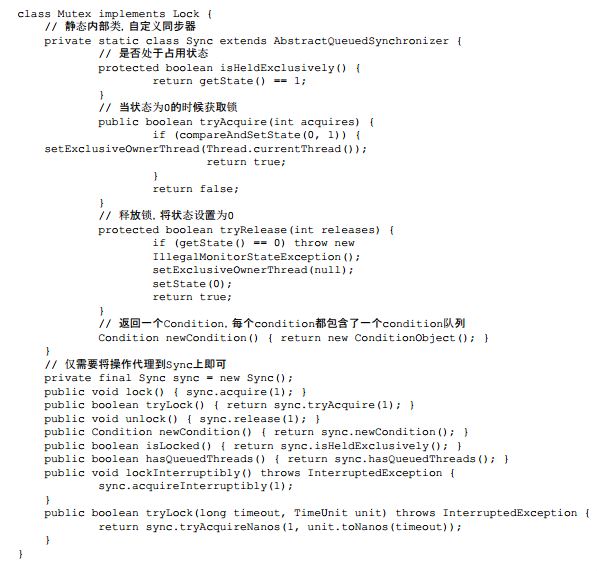 class Mutex implements Lock {
// 静态内部类,自定义同步器
private static class Sync extends AbstractQueuedSynchronizer {
// 是否处于占用状态
protected boolean isHeldExclusively() {
return getState() == 1;
}
// 当状态为0的时候获取锁
public boolean tryAcquire(int acquires) {
if (compareAndSetState(0, 1)) {
setExclusiveOwnerThread(Thread.currentThread());
return true;
}
return false;
}
// 释放锁,将状态设置为0
protected boolean tryRelease(int releases) {
if (getState() == 0) throw new
IllegalMonitorStateException();
setExclusiveOwnerThread(null);
setState(0);
return true;
}
// 返回一个Condition,每个condition都包含了一个condition队列
Condition newCondition() { return new ConditionObject(); }
}
// 仅需要将操作代理到Sync上即可
private final Sync sync = new Sync();
public void lock() { sync.acquire(1); }
public boolean tryLock() { return sync.tryAcquire(1); }
public void unlock() { sync.release(1); }
public Condition newCondition() { return sync.newCondition(); }
public boolean isLocked() { return sync.isHeldExclusively(); }
public boolean hasQueuedThreads() { return sync.hasQueuedThreads(); }
public void lockInterruptibly() throws InterruptedException {
sync.acquireInterruptibly(1);
}
public boolean tryLock(long timeout, TimeUnit unit) throws InterruptedException {
return sync.tryAcquireNanos(1, unit.toNanos(timeout));
}
}